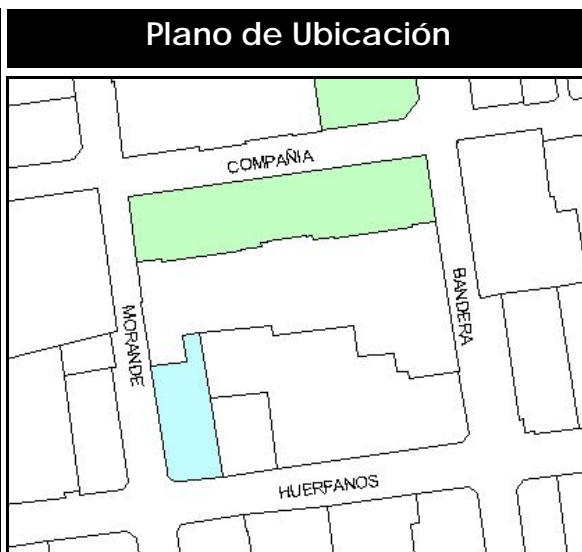 Plano de Ubicación
COMPAÑIA
MORANDE
BANDERA
HUERFANOS